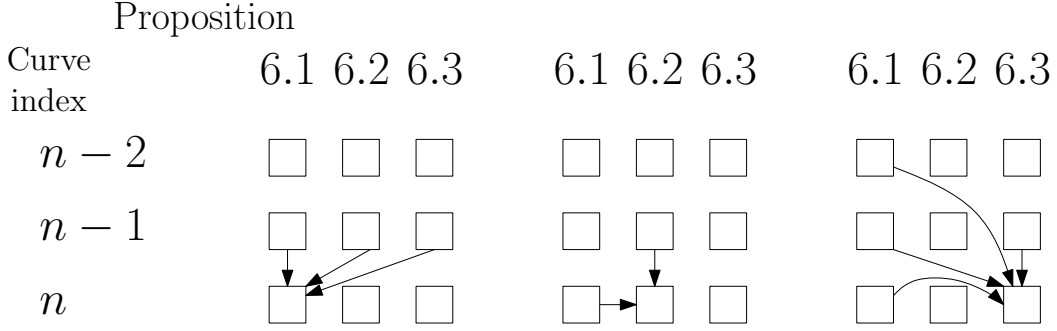 Proposition
Curve index 6.1 6.2 6.3 6.1 6.2 6.3 6.1 6.2 6.3
n − 2
n − 1
n